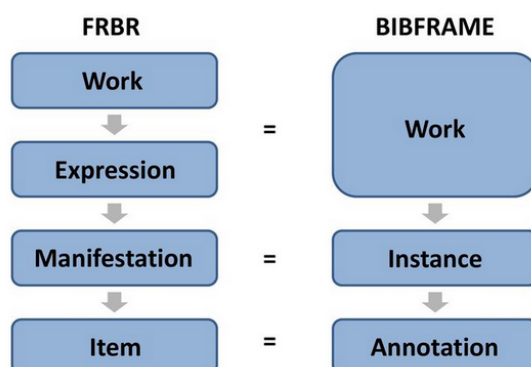 FRBR BIBFRAME
Work
= Work
Expression
Manifestation = Instance
Item = Annotation